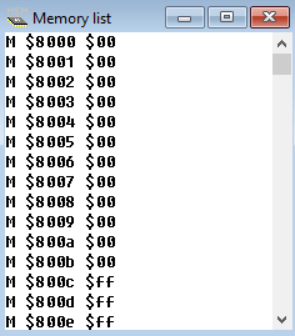 Memory list
M $8000 $00
M $8001 $00
M $8002 $00
M $8003 $00
M $8004 $00
M $8005 $00
M $8006 $00
M $8007 $00
M $8008 $00
M $8009 $00
M $800a $00
M $800b $00
M $800c $ff
M $800d $ff
M $800e $ff